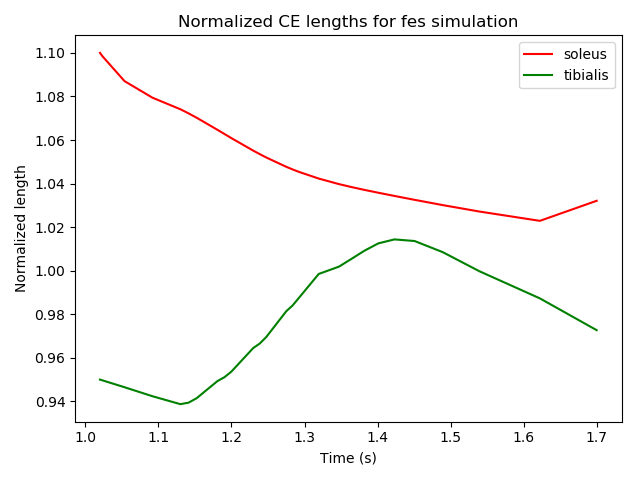 Normalized CE lengths for fes simulation
soleus
tibialis
Normalized length
1.10
1.08
1.06
1.04
1.02
1.00
0.98
0.96
0.94
1.0 1.1 1.2 1.3 1.4 1.5 1.6 1.7
Time (s)